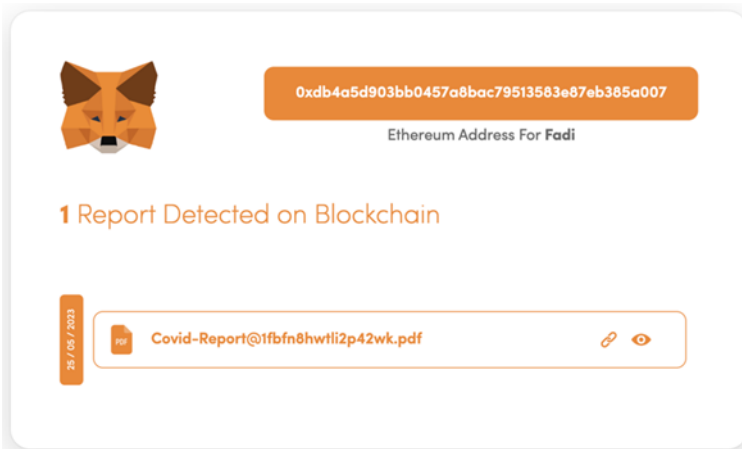 0xdb4a5d903bb0457a8bac79513583e87eb385a007
Ethereum Address For Fadi
1 Report Detected on Blockchain
25 / 05 / 2023
PDF
Covid-Report@1fbfn8hwtli2p42wk.pdf